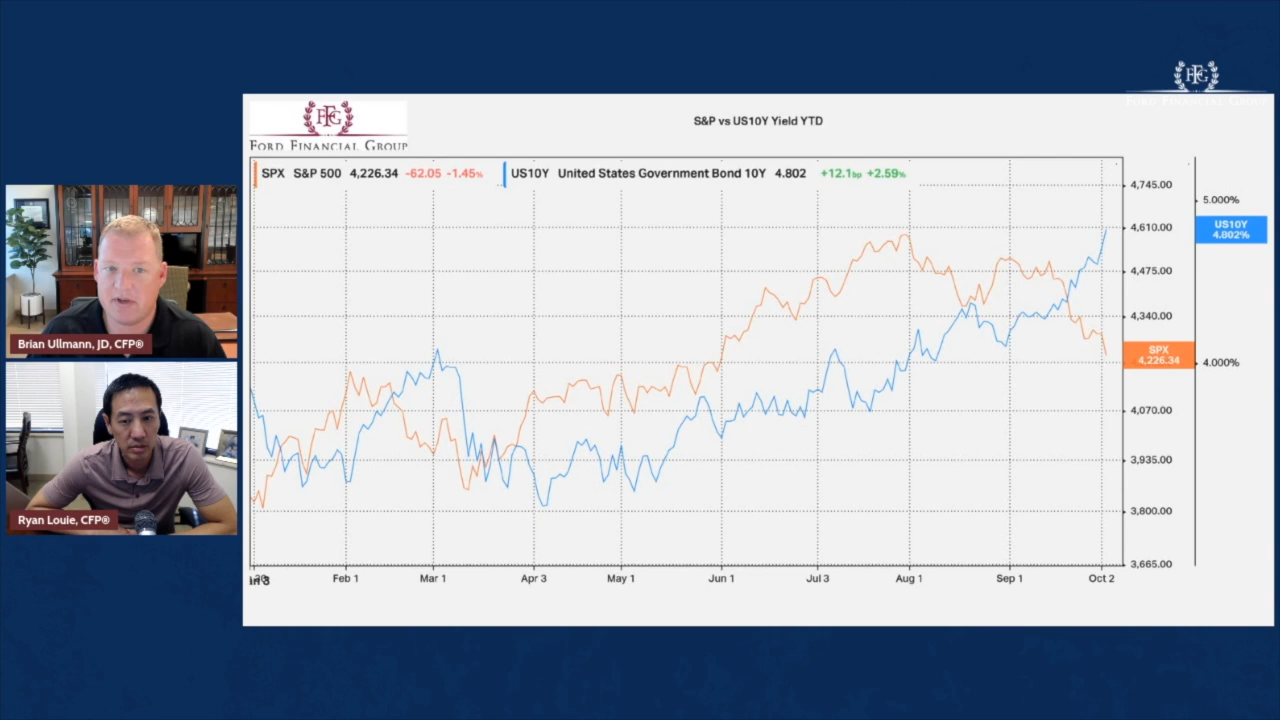 FFG
FORD FINANCIAL GROUP
FFG
FORD FINANCIAL GROUP
S&P vs US10Y Yield YTD
SPX S&P 500 4,226.34 -62.05 -1.45% US10Y United States Government Bond 10Y 4.802 +12.1bp +2.59%
4,745.00
5.000%
4,610.00
US10Y
4.802%
4,475.00
4,340.00
SPX
4,226.34
4.000%
4,070.00
3,935.00
3,800.00
3,665.00
Feb 1 Mar 1 Apr 3 May 1 Jun 1 Jul 3 Aug 1 Sep 1 Oct 2
Brian Ullmann, JD, CFP®
Ryan Louie, CFP®